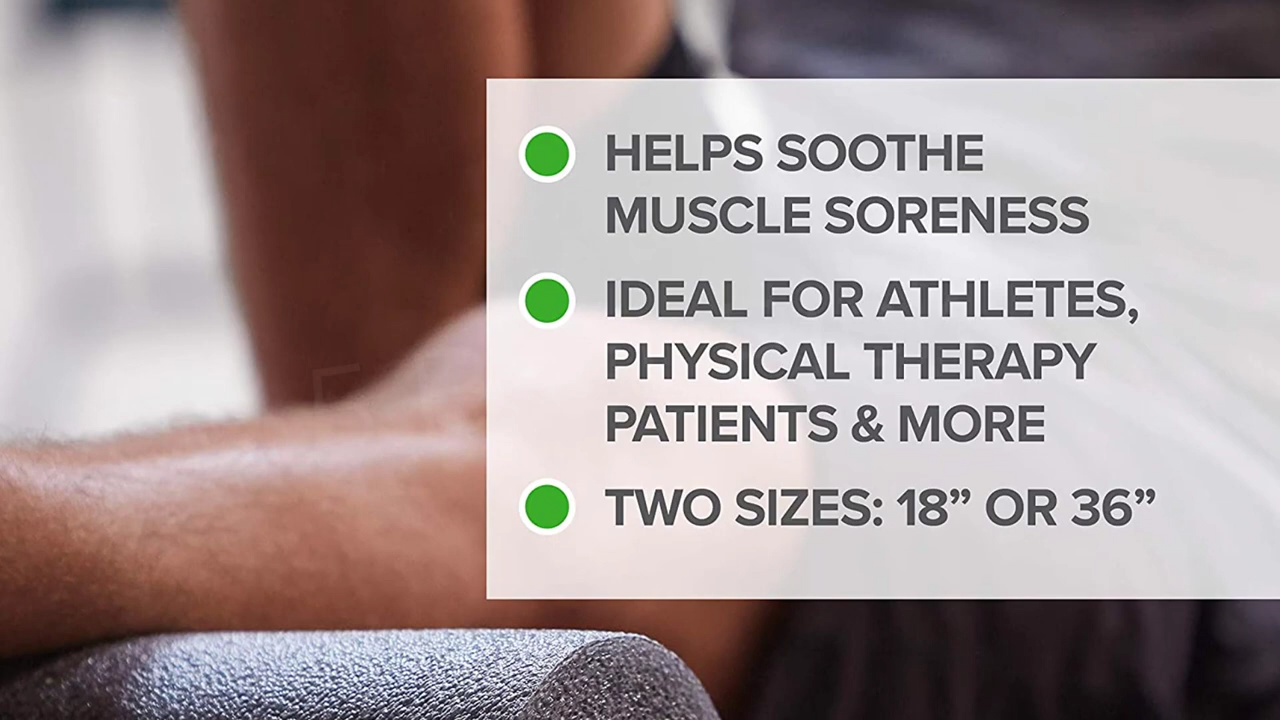 HELPS SOOTHE
MUSCLE SORENESS
IDEAL FOR ATHLETES,
PHYSICAL THERAPY
PATIENTS & MORE
TWO SIZES: 18” OR 36”